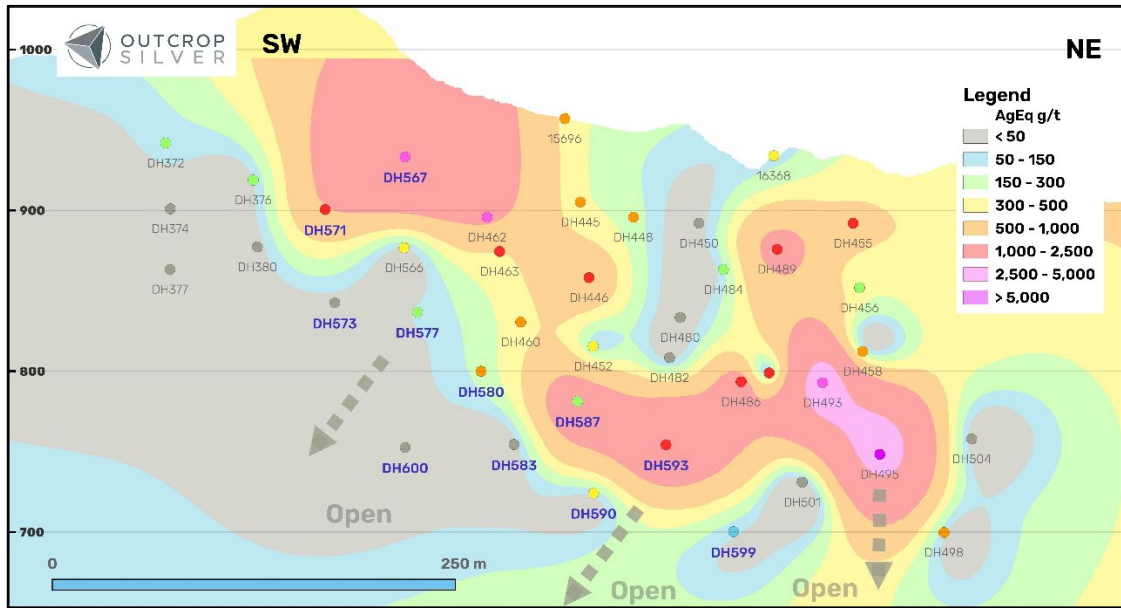 OUTCROP
SILVER
SW
NE
1000
900
800
700
Legend
AgEq g/t
< 50
50 - 150
150 - 300
300 - 500
500 - 1,000
1,000 - 2,500
2,500 - 5,000
> 5,000
15696
16368
DH372
DH376
DH567
DH374
DH571
DH462
DH445
DH448
DH450
DH455
DH380
DH566
DH463
DH489
DH377
DH446
DH484
DH456
DH573
DH577
DH460
DH480
DH452
DH482
DH458
DH580
DH486
DH493
DH587
DH600
DH583
DH593
DH495
DH504
DH590
DH501
DH599
DH498
Open
Open
Open
0
250 m